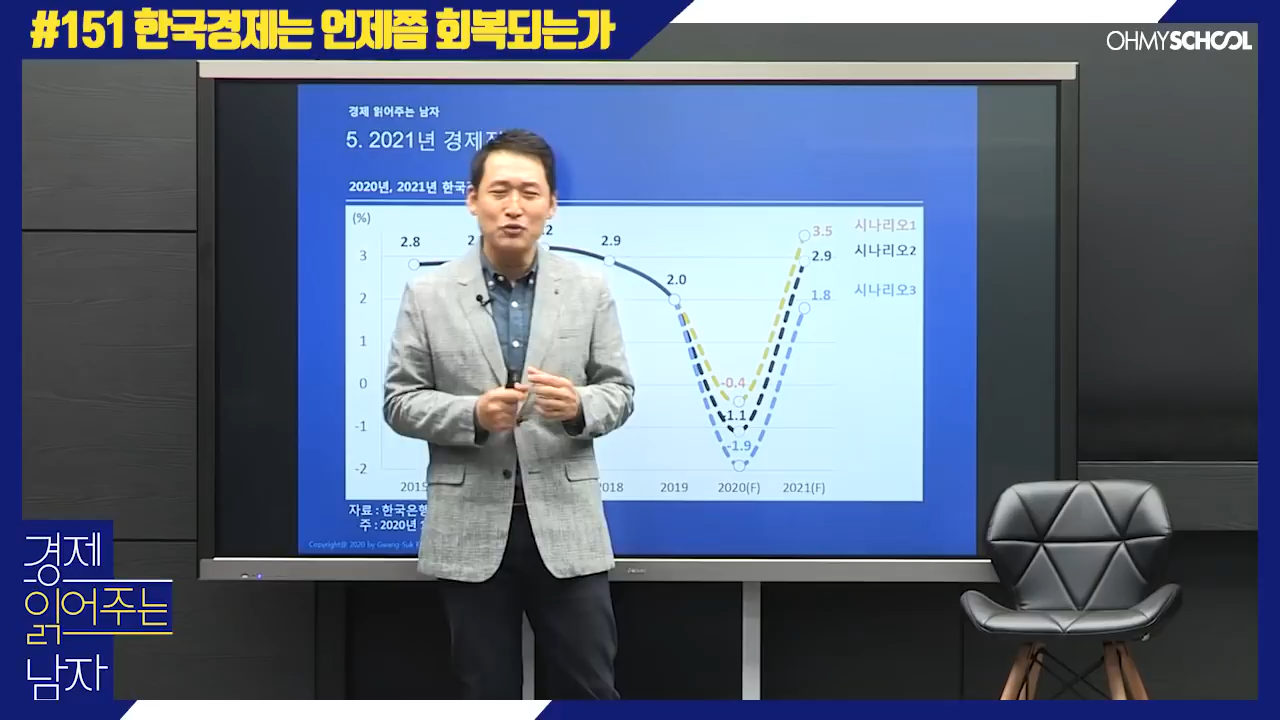 #151 한국경제는 언제쯤 회복되는가
OHMYSCHOOL
경제 읽어주는 남자
5. 2021년
2020년, 2021년
(%)
3.5 시나리오1
2.9 시나리오2
1.8 시나리오3
2.8
2.9
2.0
3
2
1
0
-1
-2
-0.4
-1.1
-1.9
2019 2020(F) 2021(F)
자료 : 한국은행
주 : 2020년
Copyright@ 2020 by Gwang-Suk
경제
읽어주는
남자